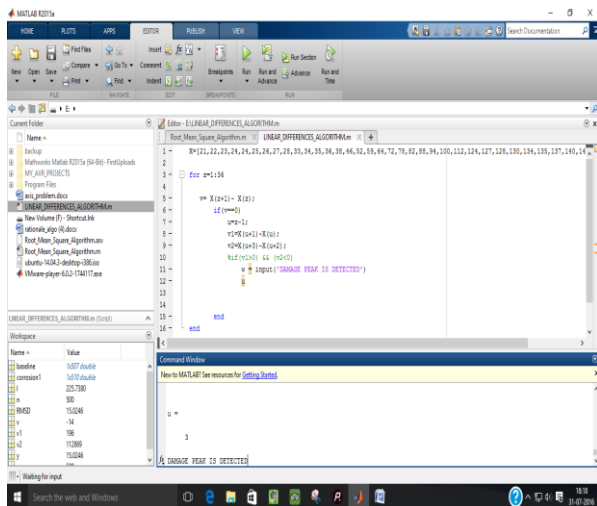 MATLAB R2015a
HOME PLOTS APPS EDITOR PUBLISH VIEW
Search Documentation
New Open Save
Find Files
Compare
Print
Go To
Find
Insert
Comment
Indent
Breakpoints
Run
Run and Advance
Run Section
Advance
Run and Time
FILE NAVIGATE EDIT BREAKPOINTS RUN
E:
Current Folder
Name
backup
Mathworks Matlab R2015a (64-Bit)- FirstUploads
MY_AVR_PROJECTS
Program Files
axis_problem.docx
LINEAR_DIFFERENCES_ALGORITHM.m
New Volume (F) - Shortcut.lnk
rationale_algo (4).docx
Root_Mean_Square_Algorithm.asv
Root_Mean_Square_Algorithm.m
ubuntu-14.04.3-desktop-i386.iso
VMware-player-6.0.2-1744117.exe
LINEAR_DIFFERENCES_ALGORITHM.m (Script)
Workspace
Name Value
baseline 1x507 double
corrosion1 1x510 double
I 225.7380
n 500
RMSD 15.0246
v -14
v1 196
v2 112869
y 15.0246
Waiting for input
Editor - E:\LINEAR_DIFFERENCES_ALGORITHM.m
Root_Mean_Square_Algorithm.m LINEAR_DIFFERENCES_ALGORITHM.m
1 X=[21,22,23,24,24,25,26,27,28,33,34,35,36,38,46,52,59,66,72,78,82,88,94,100,112,124,127,128,130,134,135,137,140,14
2
3 for z=1:36
4
5 v= X(z+1)- X(z);
6 if(v==0)
7 u=z-1;
8 v1=X(u+3)-X(u);
9 v2=X(u+3)-X(u+2);
10 %if(v1>0) && (v2<0)
11 w = input('DAMAGE PEAK IS DETECTED')
12 u
13
14
15 end
16 end
Command Window
New to MATLAB? See resources for Getting Started.
u =
3
fx DAMAGE PEAK IS DETECTED
Search the web and Windows
18:18
31-07-2016